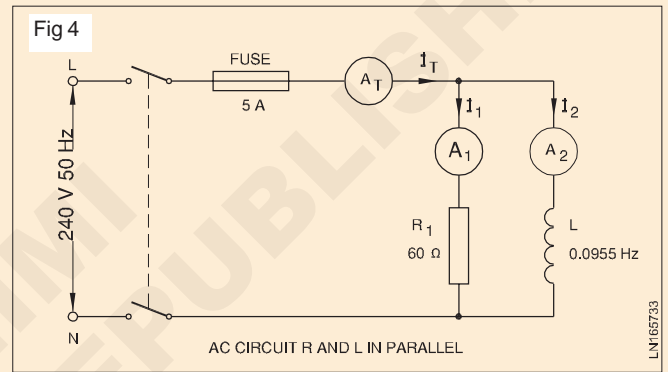 Fig 4
L
FUSE
5 A
A T
I T
I 1
I 2
A 1
A 2
240 V 50 Hz
R 1
60 Ω
L
0.0955 Hz
N
AC CIRCUIT R AND L IN PARALLEL
LN165733